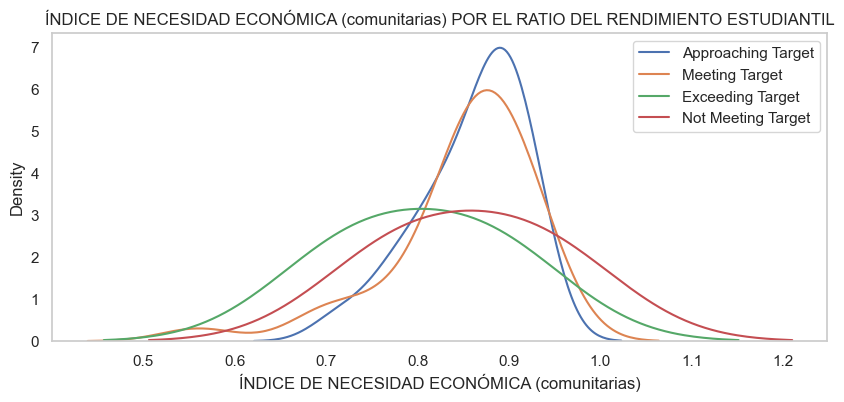 ÍNDICE DE NECESIDAD ECONÓMICA (comunitarias) POR EL RATIO DEL RENDIMIENTO ESTUDIANTIL
7
6
5
4
3
2
1
0
Density
Approaching Target
Meeting Target
Exceeding Target
Not Meeting Target
0.5 0.6 0.7 0.8 0.9 1.0 1.1 1.2
ÍNDICE DE NECESIDAD ECONÓMICA (comunitarias)